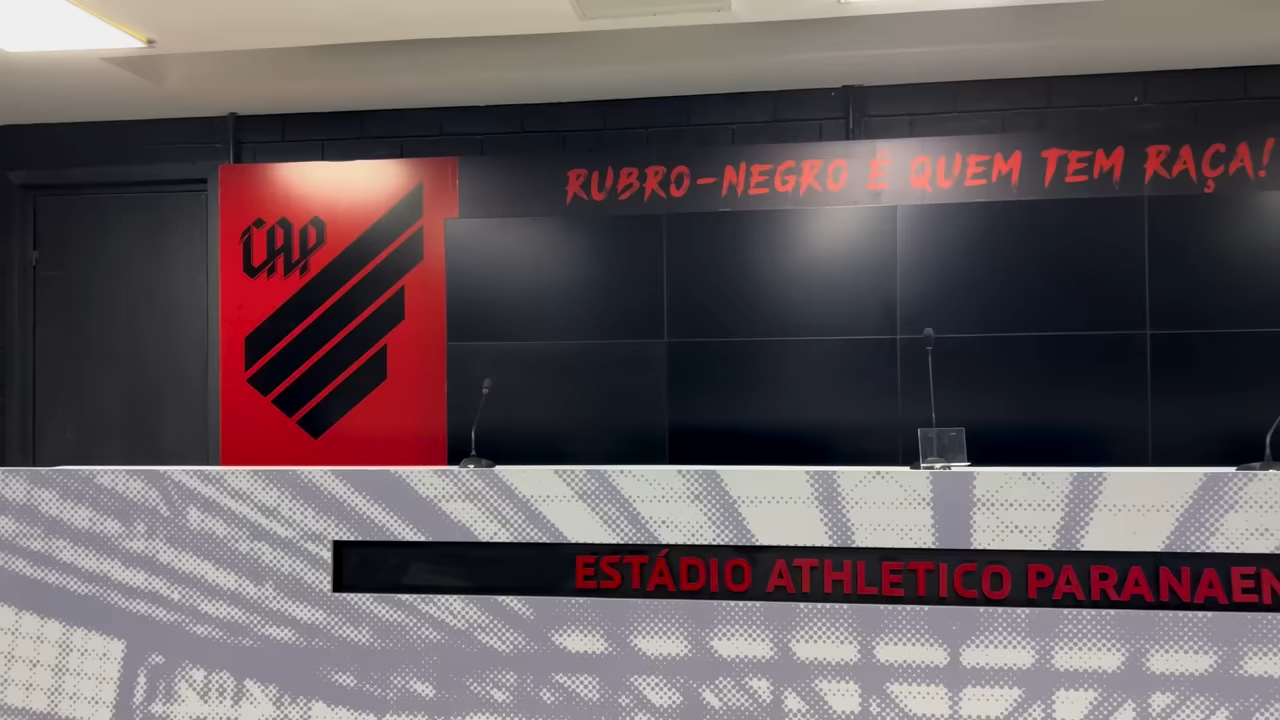 RUBRO-NEGRO É QUEM TEM RAÇA!
CAP
ESTÁDIO ATHLETICO PARANAEN